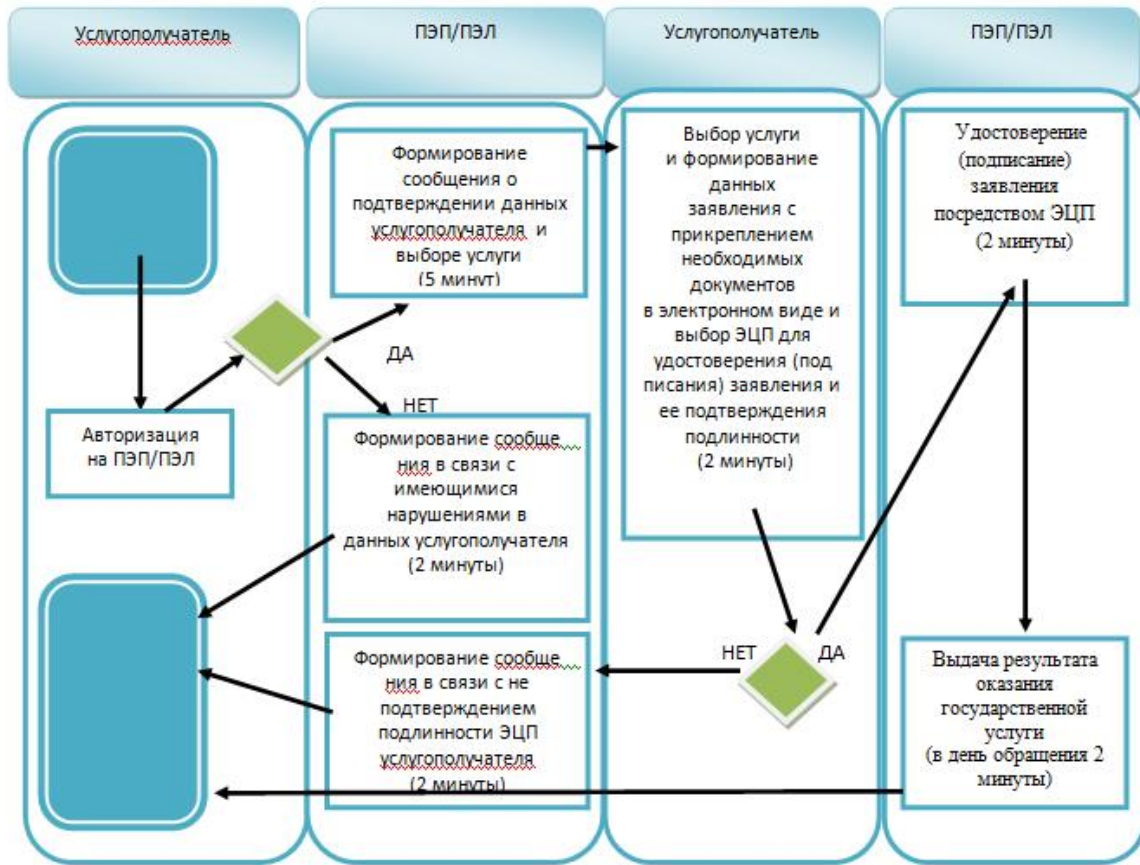 Услугополучатель
ПЭП/ПЭЛ
Услугополучатель
ПЭП/ПЭЛ
Формирование
сообщения о
подтверждении данных
услугополучателя и
выборе услуги
(5 минут)
Выбор услуги
и формирование
данных
заявления с
прикреплением
необходимых
документов
в электронном виде и
выбор ЭЦП для
удостоверения (под
писания) заявления и
ее подтверждения
подлинности
(2 минуты)
Удостоверение
(подписание)
заявления
посредством ЭЦП
(2 минуты)
ДА
НЕТ
Авторизация
на ПЭП/ПЭЛ
Формирование сообще
ния в связи с
имеющимися
нарушениями в
данных услугополучателя
(2 минуты)
НЕТ
ДА
Формирование сообще
ния в связи с не
подтверждением
подлинности ЭЦП
услугополучателя
(2 минуты)
Выдача результата
оказания
государственной
услуги
(в день обращения 2
минуты)